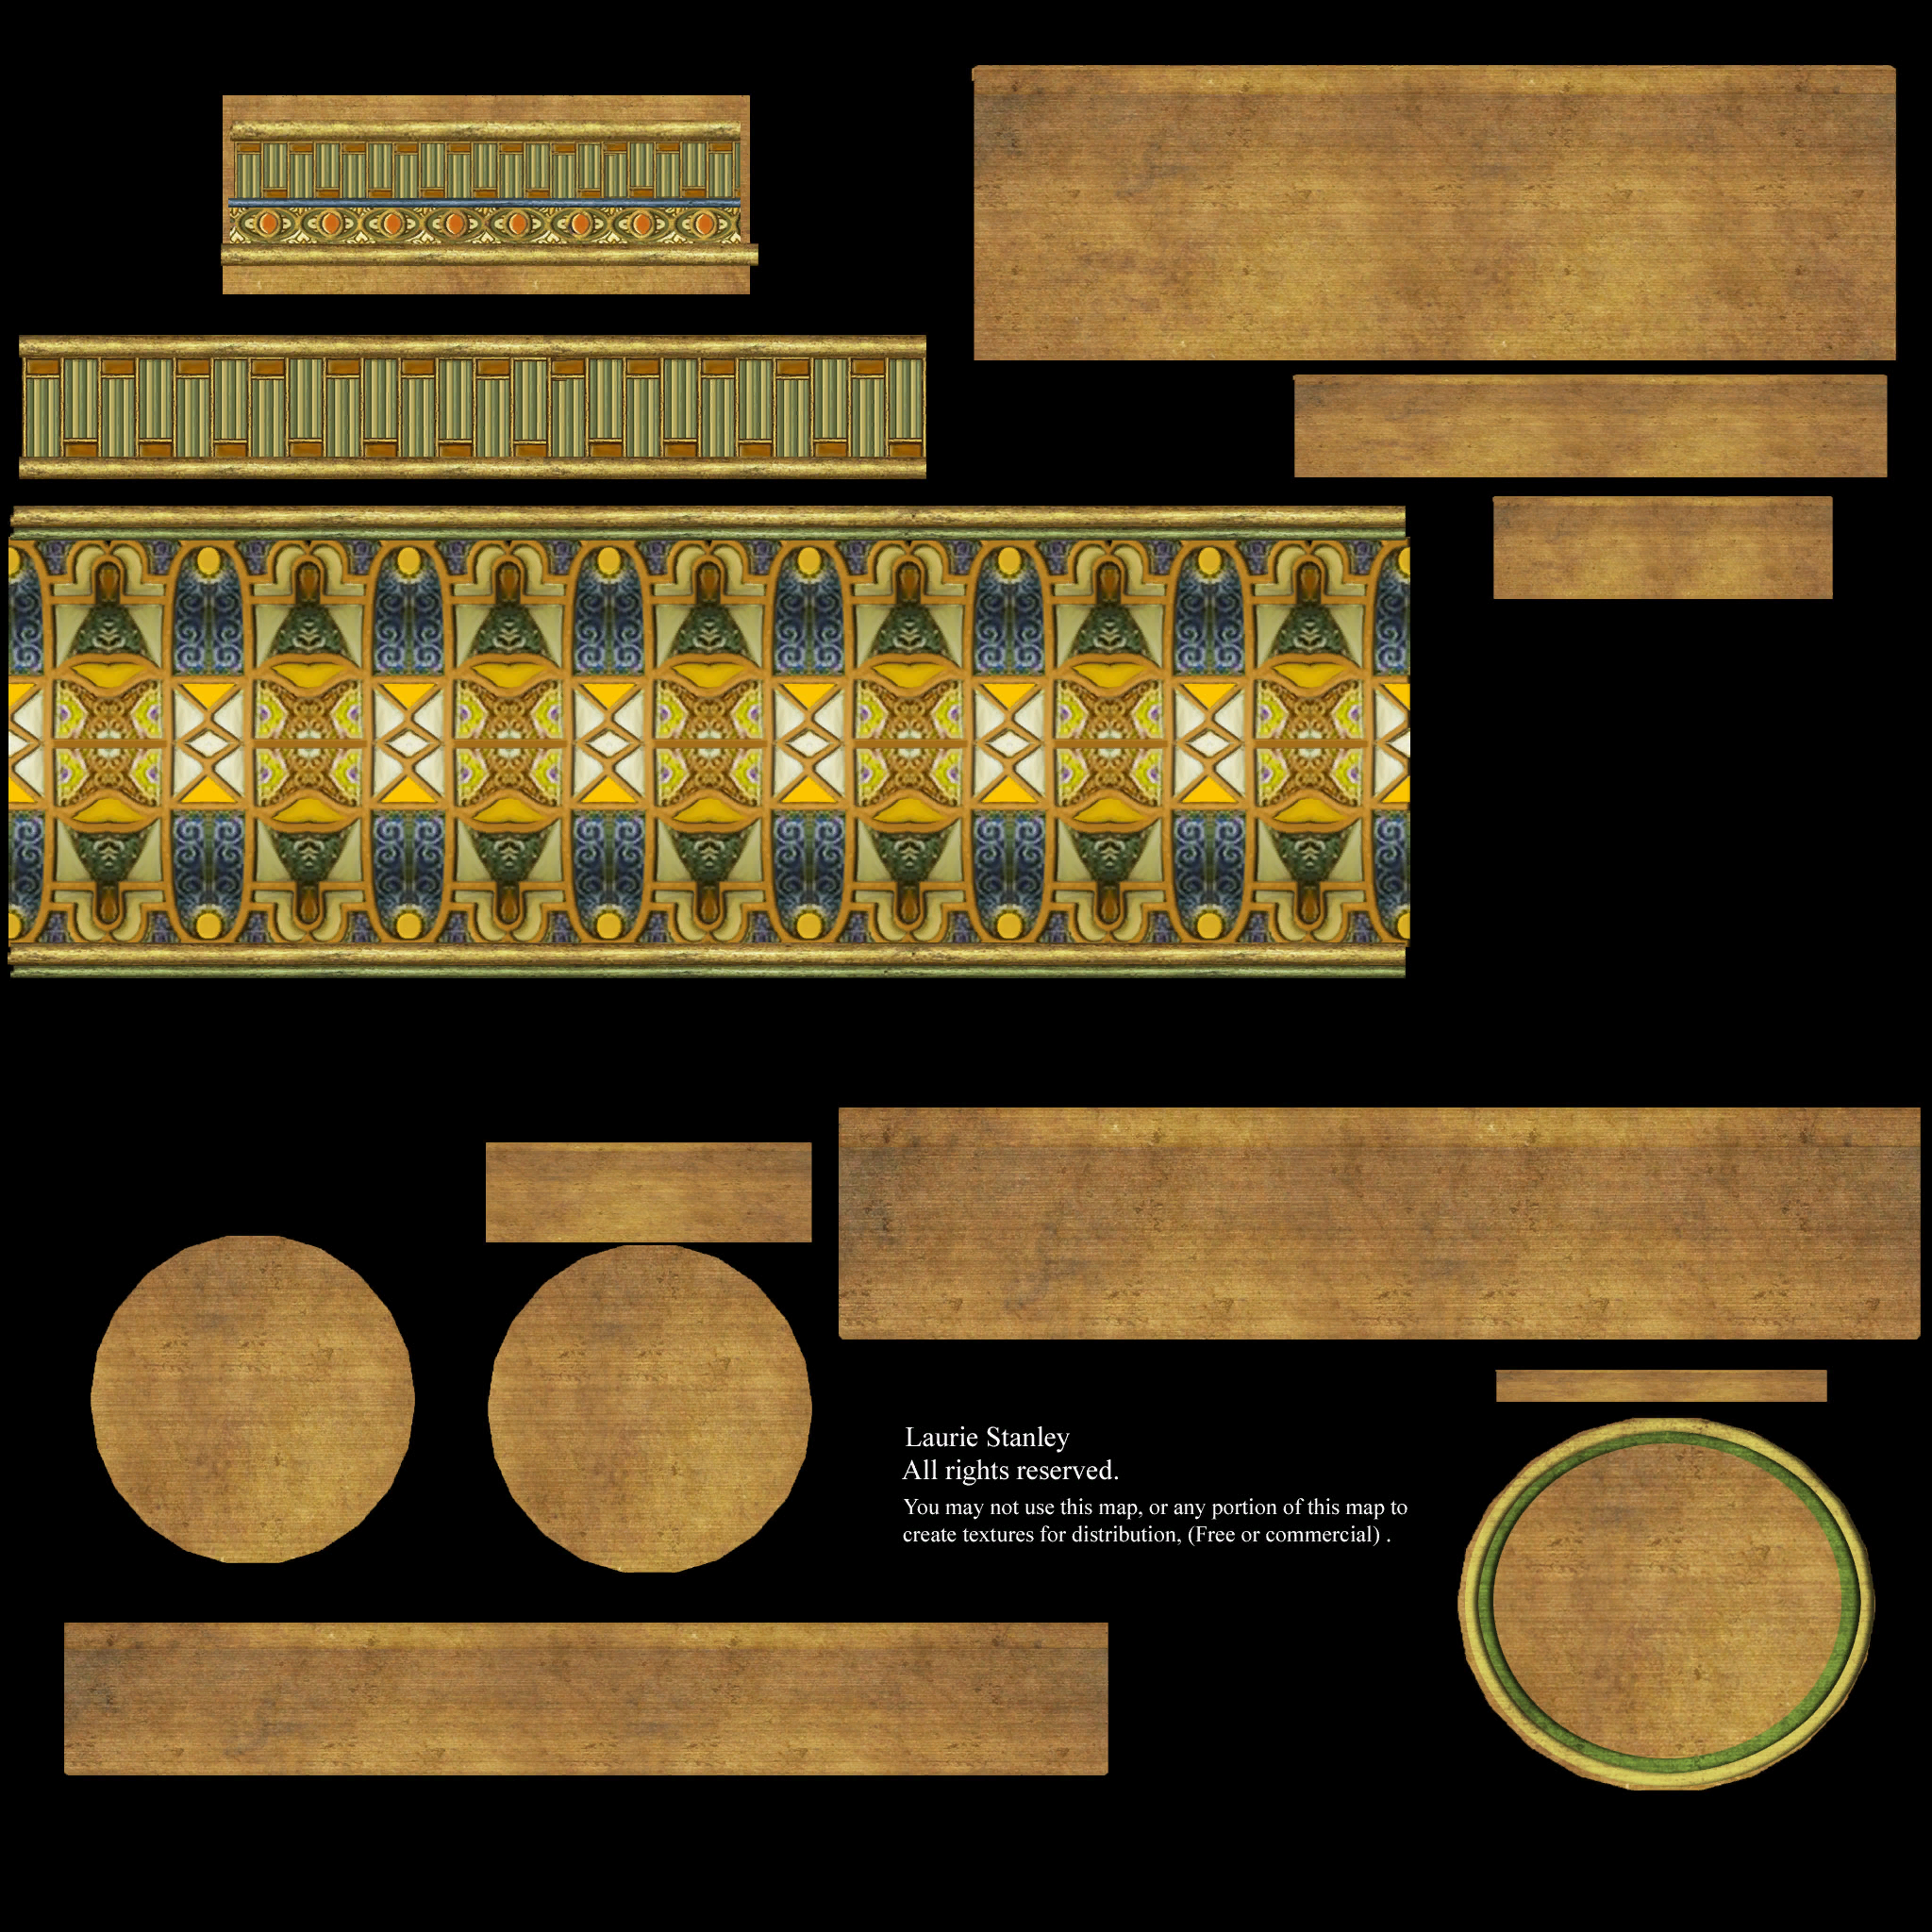 Laurie Stanley
All rights reserved.
You may not use this map, or any portion of this map to
create textures for distribution, (Free or commercial) .